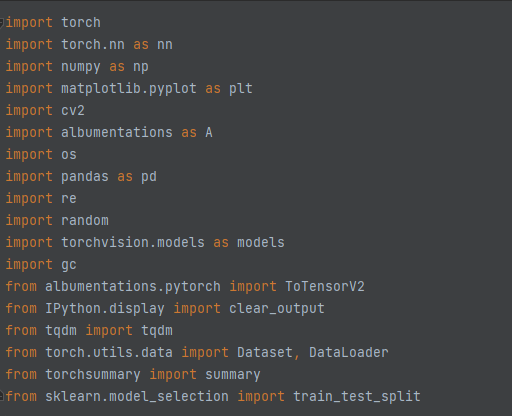 import torch
import torch.nn as nn
import numpy as np
import matplotlib.pyplot as plt
import cv2
import albumentations as A
import os
import pandas as pd
import re
import random
import torchvision.models as models
import gc
from albumentations.pytorch import ToTensorV2
from IPython.display import clear_output
from tqdm import tqdm
from torch.utils.data import Dataset, DataLoader
from torchsummary import summary
from sklearn.model_selection import train_test_split